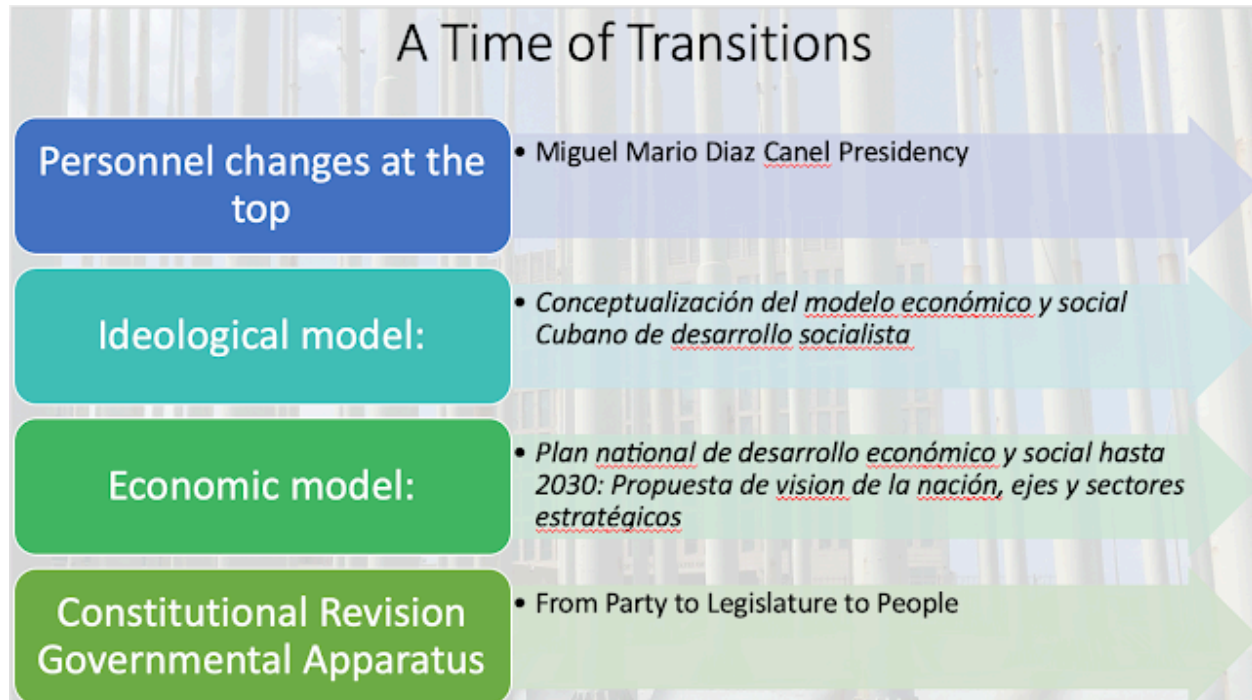 A Time of Transitions
Personnel changes at the
top
• Miguel Mario Diaz Canel Presidency
Ideological model:
• Conceptualización del modelo económico y social
Cubano de desarrollo socialista
Economic model:
• Plan national de desarrollo económico y social hasta
2030: Propuesta de vision de la nación, ejes y sectores
estratégicos
Constitutional Revision
Governmental Apparatus
• From Party to Legislature to People